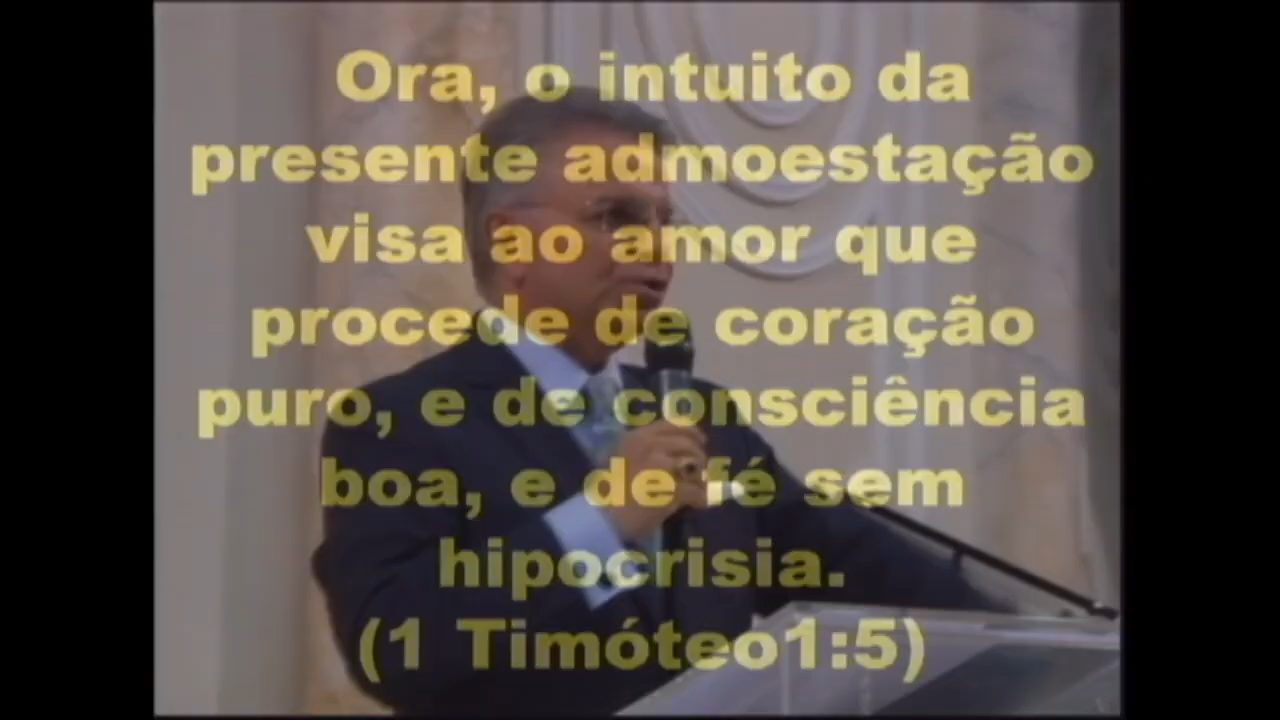 Ora, o intuito da
presente admoestação
visa ao amor que
procede de coração
puro, e de consciência
boa, e de fé sem
hipocrisia.
(1 Timóteo1:5)